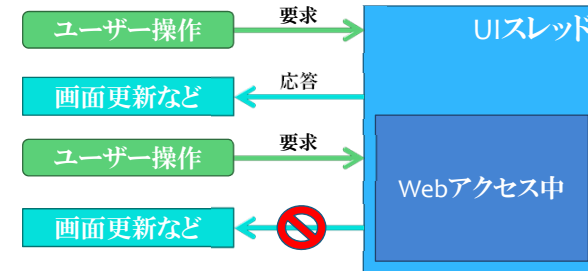 ユーザー操作
要求
UIスレッド
画面更新など
応答
ユーザー操作
要求
Webアクセス中
画面更新など